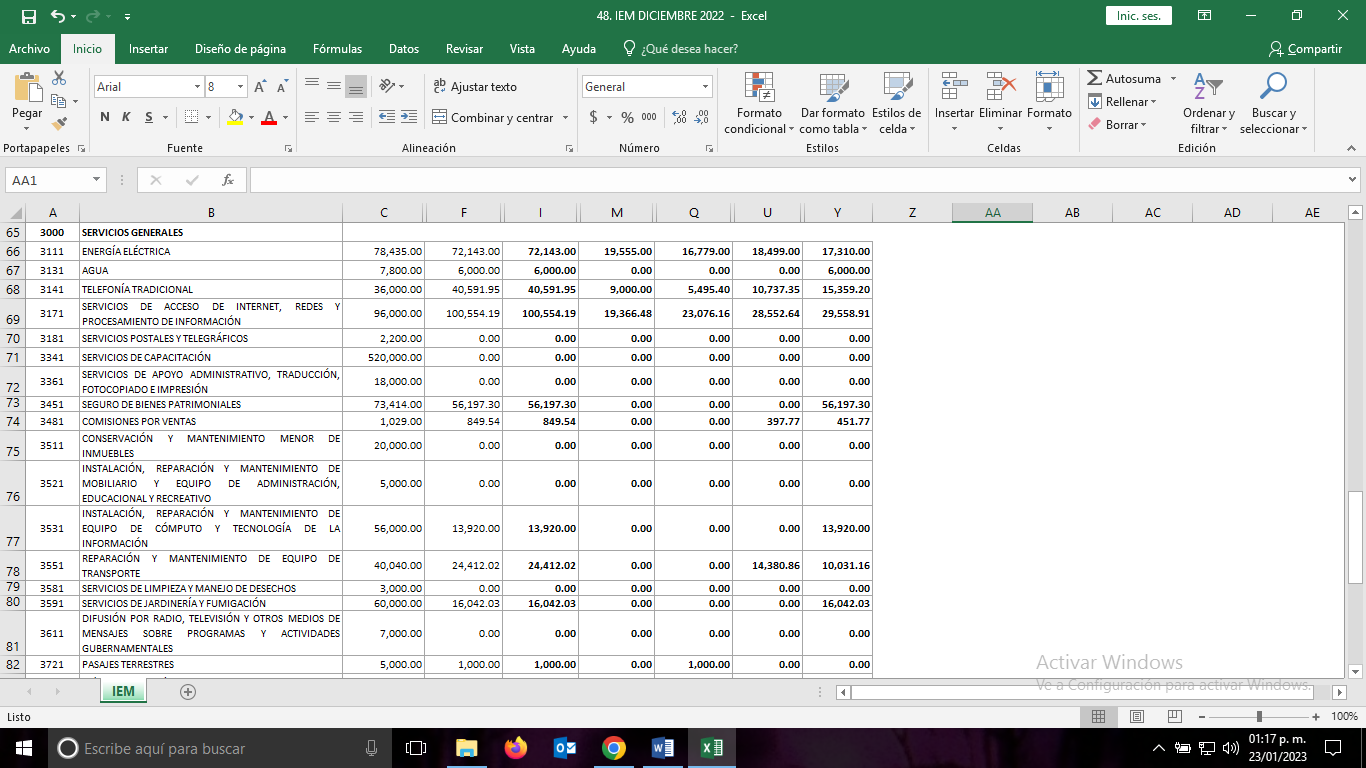 48. IEM DICIEMBRE 2022 - Excel
Inic. ses.
Archivo Inicio Insertar Diseño de página Fórmulas Datos Revisar Vista Ayuda ¿Qué desea hacer? Compartir
Pegar
Arial 8
N K S
Ajustar texto
Combinar y centrar
General
$ % 000
Formato condicional
Dar formato como tabla
Estilos de celda
Insertar Eliminar Formato
Autosuma
Rellenar
Borrar
Ordenar y filtrar
Buscar y seleccionar
Portapapeles Fuente Alineación Número Estilos Celdas Edición
AA1 fx
A B C F I M Q U Y Z AA AB AC AD AE
65 3000 SERVICIOS GENERALES
66 3111 ENERGÍA ELÉCTRICA 78,435.00 72,143.00 72,143.00 19,555.00 16,779.00 18,499.00 17,310.00
67 3131 AGUA 7,800.00 6,000.00 6,000.00 0.00 0.00 0.00 6,000.00
68 3141 TELEFONÍA TRADICIONAL 36,000.00 40,591.95 40,591.95 9,000.00 5,495.40 10,737.35 15,359.20
SERVICIOS DE ACCESO DE INTERNET, REDES Y
69 3171 PROCESAMIENTO DE INFORMACIÓN 96,000.00 100,554.19 100,554.19 19,366.48 23,076.16 28,552.64 29,558.91
70 3181 SERVICIOS POSTALES Y TELEGRÁFICOS 2,200.00 0.00 0.00 0.00 0.00 0.00 0.00
71 3341 SERVICIOS DE CAPACITACIÓN 520,000.00 0.00 0.00 0.00 0.00 0.00 0.00
SERVICIOS DE APOYO ADMINISTRATIVO, TRADUCCIÓN,
72 3361 FOTOCOPIADO E IMPRESIÓN 18,000.00 0.00 0.00 0.00 0.00 0.00 0.00
73 3451 SEGURO DE BIENES PATRIMONIALES 73,414.00 56,197.30 56,197.30 0.00 0.00 0.00 56,197.30
74 3481 COMISIONES POR VENTAS 1,029.00 849.54 849.54 0.00 0.00 397.77 451.77
CONSERVACIÓN Y MANTENIMIENTO MENOR DE
75 3511 INMUEBLES 20,000.00 0.00 0.00 0.00 0.00 0.00 0.00
INSTALACIÓN, REPARACIÓN Y MANTENIMIENTO DE
3521 MOBILIARIO Y EQUIPO DE ADMINISTRACIÓN, 5,000.00 0.00 0.00 0.00 0.00 0.00 0.00
76 EDUCACIONAL Y RECREATIVO
INSTALACIÓN, REPARACIÓN Y MANTENIMIENTO DE
3531 EQUIPO DE CÓMPUTO Y TECNOLOGÍA DE LA 56,000.00 13,920.00 13,920.00 0.00 0.00 0.00 13,920.00
77 INFORMACIÓN
REPARACIÓN Y MANTENIMIENTO DE EQUIPO DE
78 3551 TRANSPORTE 40,040.00 24,412.02 24,412.02 0.00 0.00 14,380.86 10,031.16
79 3581 SERVICIOS DE LIMPIEZA Y MANEJO DE DESECHOS 3,000.00 0.00 0.00 0.00 0.00 0.00 0.00
80 3591 SERVICIOS DE JARDINERÍA Y FUMIGACIÓN 60,000.00 16,042.03 16,042.03 0.00 0.00 0.00 16,042.03
DIFUSIÓN POR RADIO, TELEVISIÓN Y OTROS MEDIOS DE
3611 MENSAJES SOBRE PROGRAMAS Y ACTIVIDADES 7,000.00 0.00 0.00 0.00 0.00 0.00 0.00
81 GUBERNAMENTALES
82 3721 PASAJES TERRESTRES 5,000.00 1,000.00 1,000.00 0.00 1,000.00 0.00 0.00
Activar Windows
Ve a Configuración para activar Windows.
IEM
Listo 100%
Escribe aquí para buscar
01:17 p. m.
23/01/2023